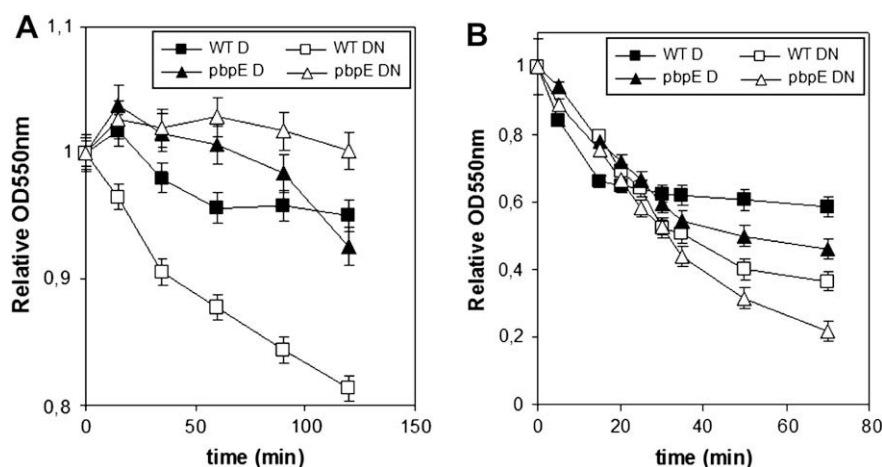 A
1,1
1
0,9
0,8
Relative OD550nm
WT D
WT DN
pbpE D
pbpE DN
0
50
100
150
time (min)
B
1
0,8
0,6
0,4
0,2
0
Relative OD550nm
WT D
WT DN
pbpE D
pbpE DN
0
20
40
60
80
time (min)